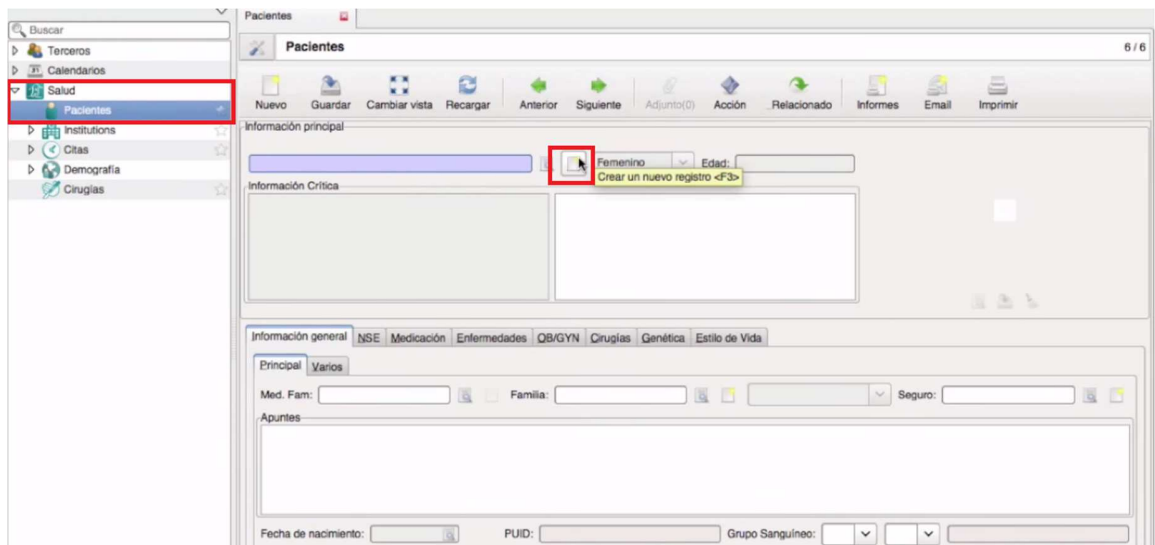 Pacientes
Buscar
Terceros
Calendarios
Salud
Pacientes
Institutions
Citas
Demografía
Cirugías
Pacientes
6 / 6
Nuevo Guardar Cambiar vista Recargar Anterior Siguiente Adjunto(0) Acción Relacionado Informes Email Imprimir
Información principal
Femenino Edad:
Crear un nuevo registro <F3>
Información Crítica
Información general NSE Medicación Enfermedades OB/GYN Cirugías Genética Estilo de Vida
Principal Varios
Med. Fam: Familia: Seguro:
Apuntes
Fecha de nacimiento: PUID: Grupo Sanguíneo: